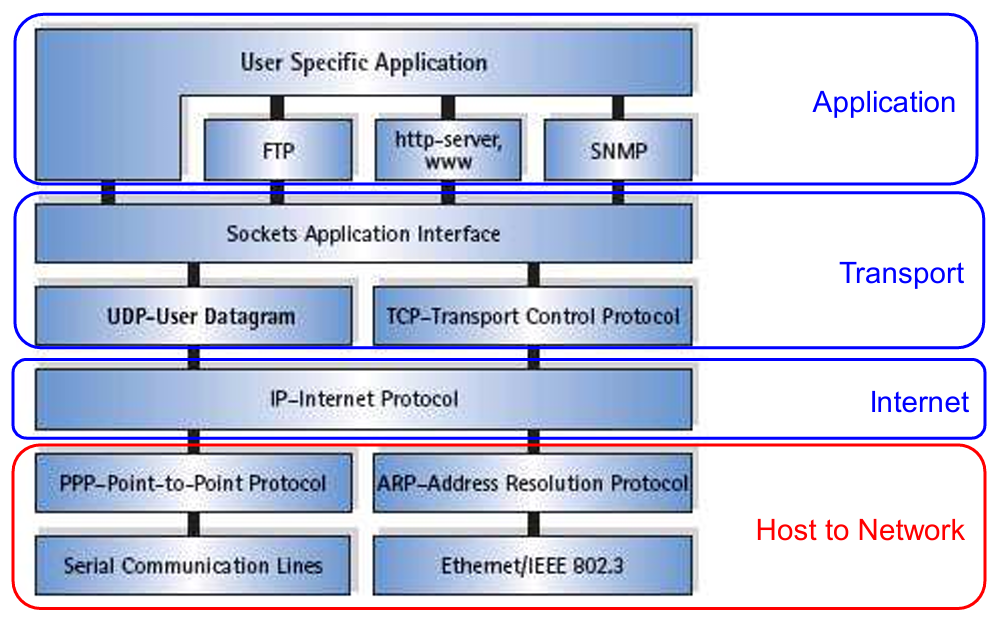 User Specific Application
Application
FTP
http-server,
www
SNMP
Sockets Application Interface
Transport
UDP-User Datagram
TCP-Transport Control Protocol
IP-Internet Protocol
Internet
PPP-Point-to-Point Protocol
ARP-Address Resolution Protocol
Host to Network
Serial Communication Lines
Ethernet/IEEE 802.3